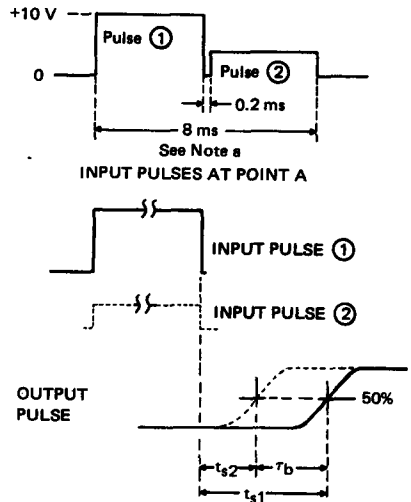 +10 V
Pulse ①
Pulse ②
0
0.2 ms
8 ms
See Note a
INPUT PULSES AT POINT A
INPUT PULSE ①
INPUT PULSE ②
OUTPUT
PULSE
50%
ts2
τb
ts1